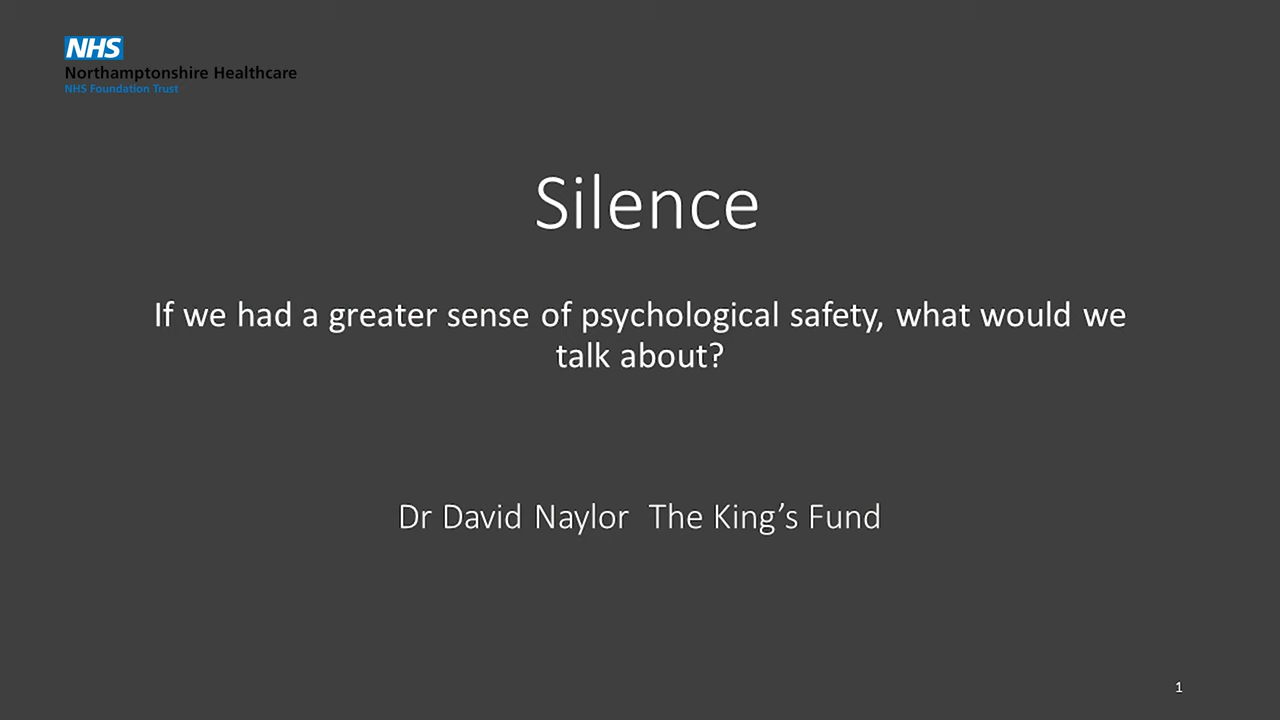 NHS
Northamptonshire Healthcare
NHS Foundation Trust
Silence
If we had a greater sense of psychological safety, what would we
talk about?
Dr David Naylor  The King’s Fund
1